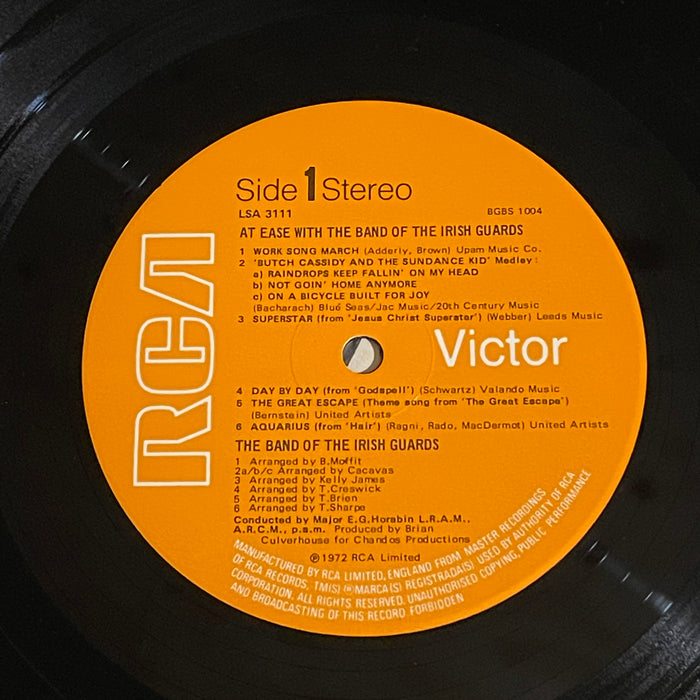 Side 1 Stereo
LSA 3111
BGBS 1004
AT EASE WITH THE BAND OF THE IRISH GUARDS
1 WORK SONG MARCH (Adderly, Brown) Upam Music Co.
2 'BUTCH CASSIDY AND THE SUNDANCE KID' Medley:
a) RAINDROPS KEEP FALLIN' ON MY HEAD
b) NOT GOIN' HOME ANYMORE
c) ON A BICYCLE BUILT FOR JOY
(Bacharach) Blue Seas/Jac Music/20th Century Music
3 SUPERSTAR (from 'Jesus Christ Superstar') (Webber) Leeds Music
RCA
Victor
4 DAY BY DAY (from 'Godspell') (Schwartz) Valando Music
5 THE GREAT ESCAPE (Theme song from 'The Great Escape')
(Bernstein) United Artists
6 AQUARIUS (from 'Hair') (Ragni, Rado, MacDermot) United Artists
THE BAND OF THE IRISH GUARDS
1 Arranged by B.Moffit
2a/b/c Arranged by Cacavas
3 Arranged by Kelly James
4 Arranged by T.Creswick
5 Arranged by T.Brien
6 Arranged by T.Sharpe
Conducted by Major E.G.Horabin L.R.A.M.,
A.R.C.M., p.s.m. Produced by Brian
Culverhouse for Chandos Productions
℗1972 RCA Limited
MANUFACTURED BY RCA LIMITED, ENGLAND FROM MASTER RECORDINGS
OF RCA RECORDS, TM(S) ® MARCA(S) REGISTRADA(S) USED BY AUTHORITY OF RCA
CORPORATION. ALL RIGHTS RESERVED. UNAUTHORISED COPYING, PUBLIC PERFORMANCE
AND BROADCASTING OF THIS RECORD FORBIDDEN